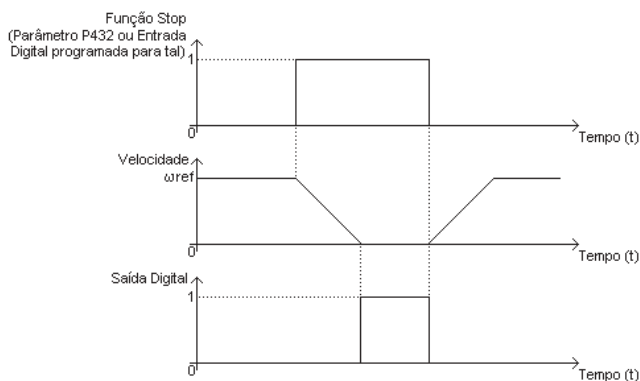 Função Stop
(Parâmetro P432 ou Entrada
Digital programada para tal)
1
0
Tempo (t)
Velocidade
ωref
0
Tempo (t)
Saída Digital
1
0
Tempo (t)